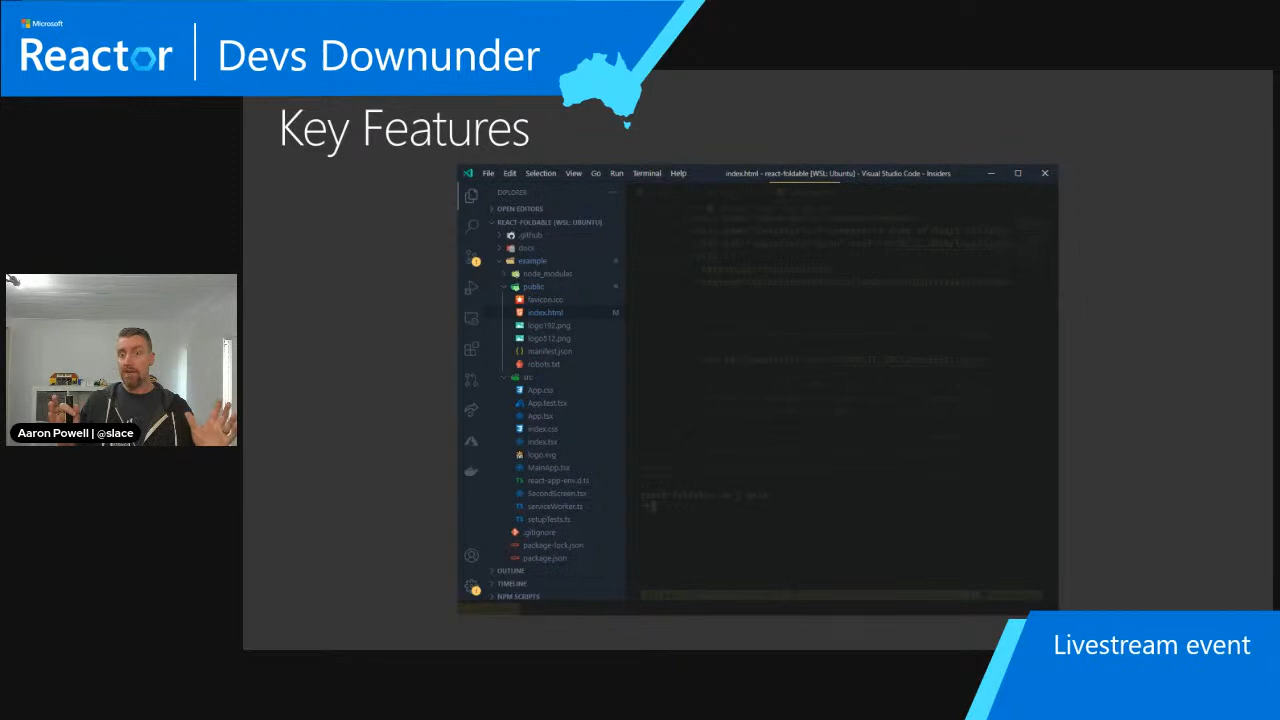 Microsoft
Reactor
Devs Downunder
Key Features
File Edit Selection View Go Run Terminal Help
index.html - react-foldable [WSL: Ubuntu] - Visual Studio Code - Insiders
EXPLORER
OPEN EDITORS
REACT-FOLDABLE [WSL: UBUNTU]
.github
docs
example
node_modules
public
favicon.ico
index.html M
logo192.png
logo512.png
manifest.json
robots.txt
src
App.css
App.test.tsx
App.tsx
index.css
index.tsx
logo.svg
MainApp.tsx
react-app-env.d.ts
SecondScreen.tsx
serviceWorker.ts
setupTests.ts
.gitignore
package-lock.json
package.json
OUTLINE
TIMELINE
NPM SCRIPTS
Aaron Powell | @slace
Livestream event